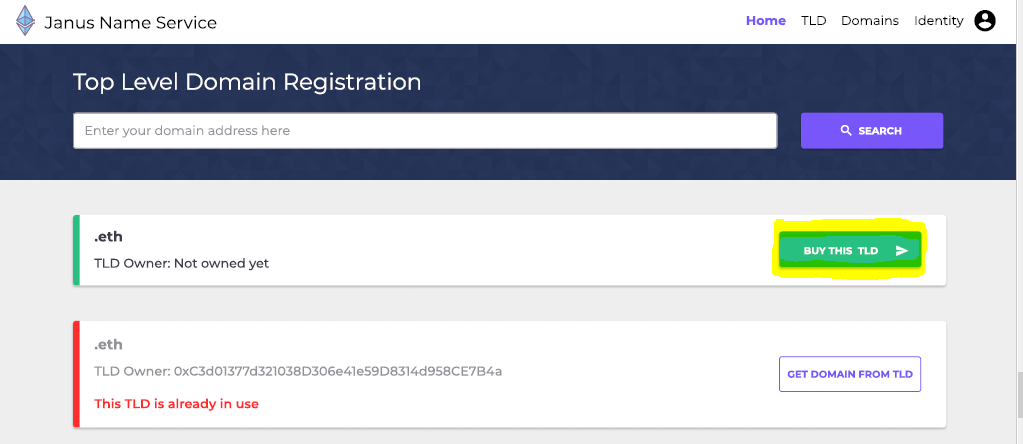 Janus Name Service
Home TLD Domains Identity
Top Level Domain Registration
Enter your domain address here
SEARCH
.eth
TLD Owner: Not owned yet
BUY THIS TLD
.eth
TLD Owner: 0xC3d01377d321038D306e41e59D8314d958CE7B4a
GET DOMAIN FROM TLD
This TLD is already in use